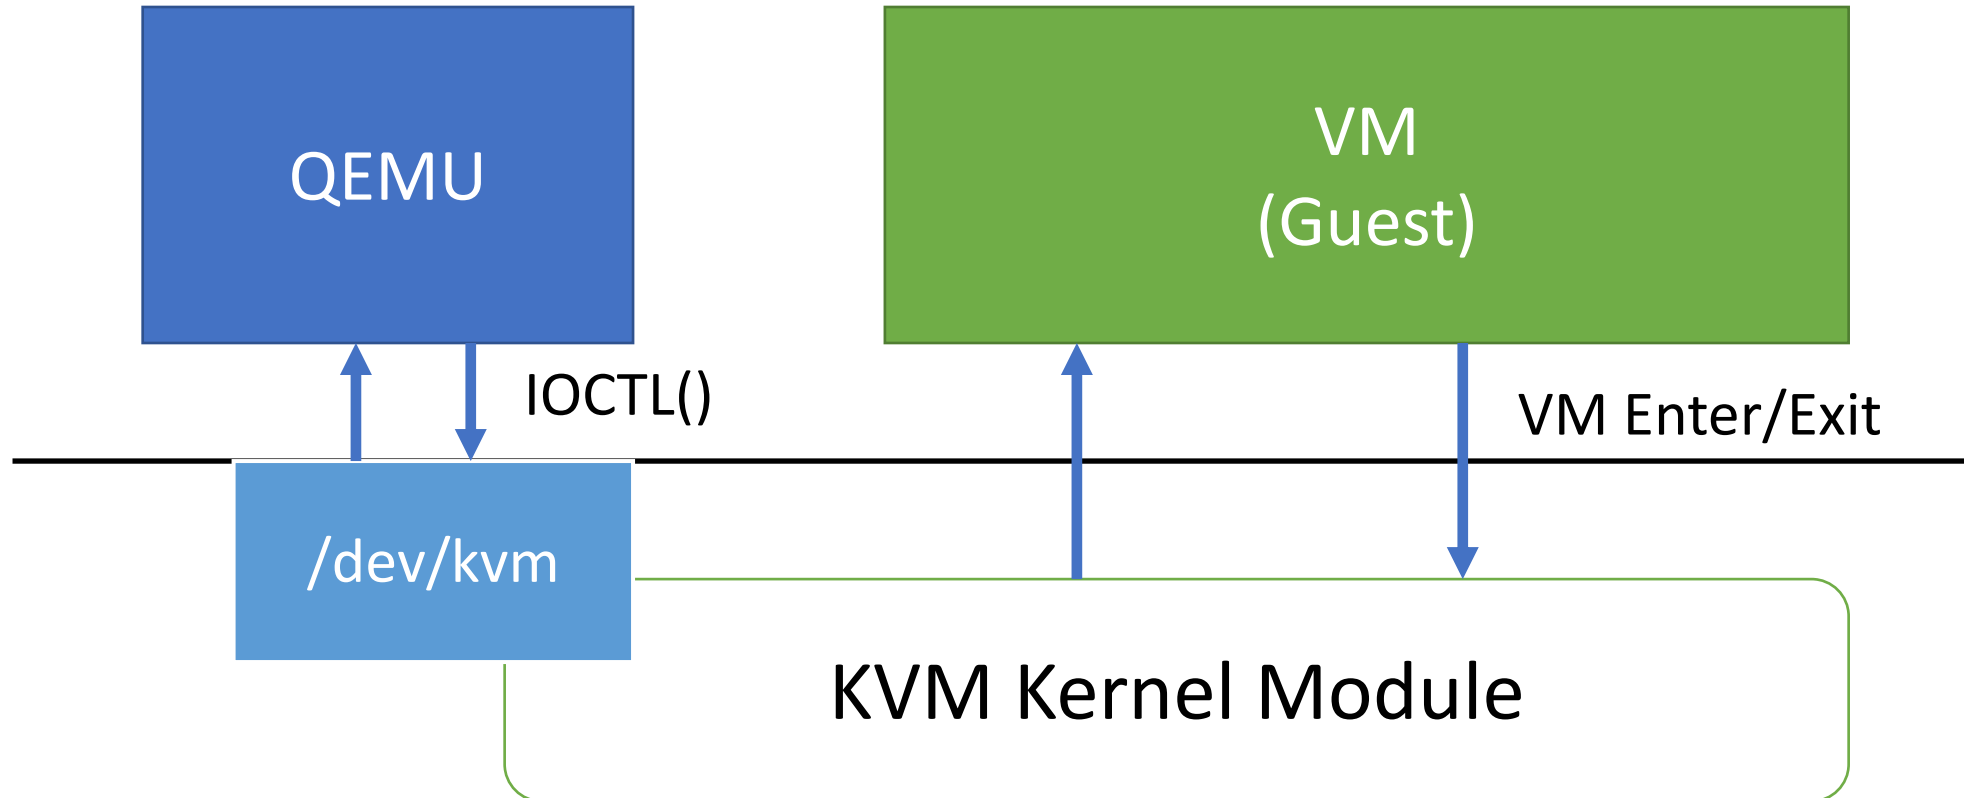 QEMU
VM
(Guest)
IOCTL()
VM Enter/Exit
/dev/kvm
KVM Kernel Module